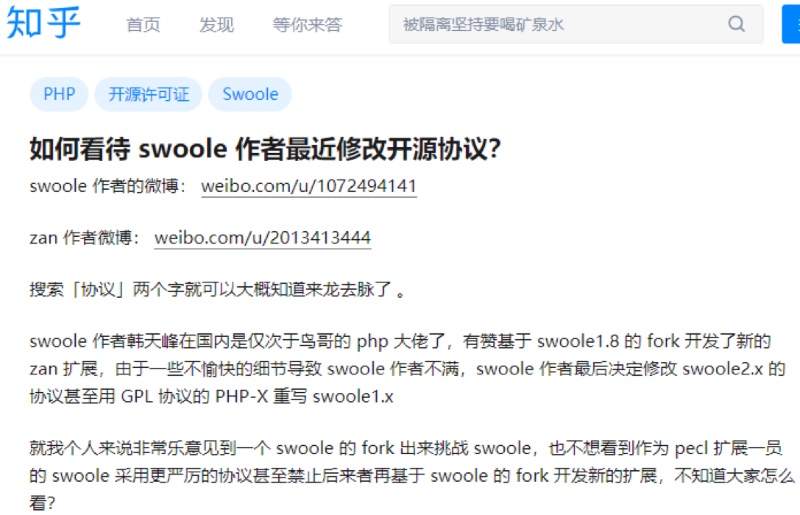 知乎 首页 发现 等你来答 被隔离坚持要喝矿泉水
PHP 开源许可证 Swoole
如何看待 swoole 作者最近修改开源协议？
swoole 作者的微博： weibo.com/u/1072494141
zan 作者微博： weibo.com/u/2013413444
搜索「协议」两个字就可以大概知道来龙去脉了 。
swoole 作者韩天峰在国内是仅次于鸟哥的 php 大佬了，有赞基于 swoole1.8 的 fork 开发了新的
zan 扩展，由于一些不愉快的细节导致 swoole 作者不满，swoole 作者最后决定修改 swoole2.x 的
协议甚至用 GPL 协议的 PHP-X 重写 swoole1.x
就我个人来说非常乐意见到一个 swoole 的 fork 出来挑战 swoole，也不想看到作为 pecl 扩展一员
的 swoole 采用更严厉的协议甚至禁止后来者再基于 swoole 的 fork 开发新的扩展，不知道大家怎么
看？